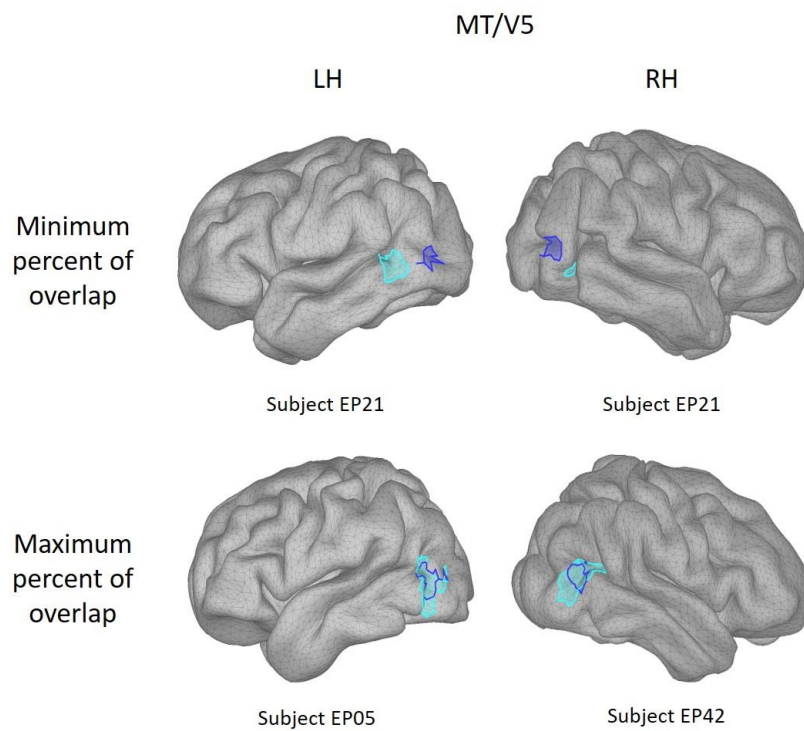 MT/V5
LH
RH
Minimum
percent of
overlap
Subject EP21
Subject EP21
Maximum
percent of
overlap
Subject EP05
Subject EP42